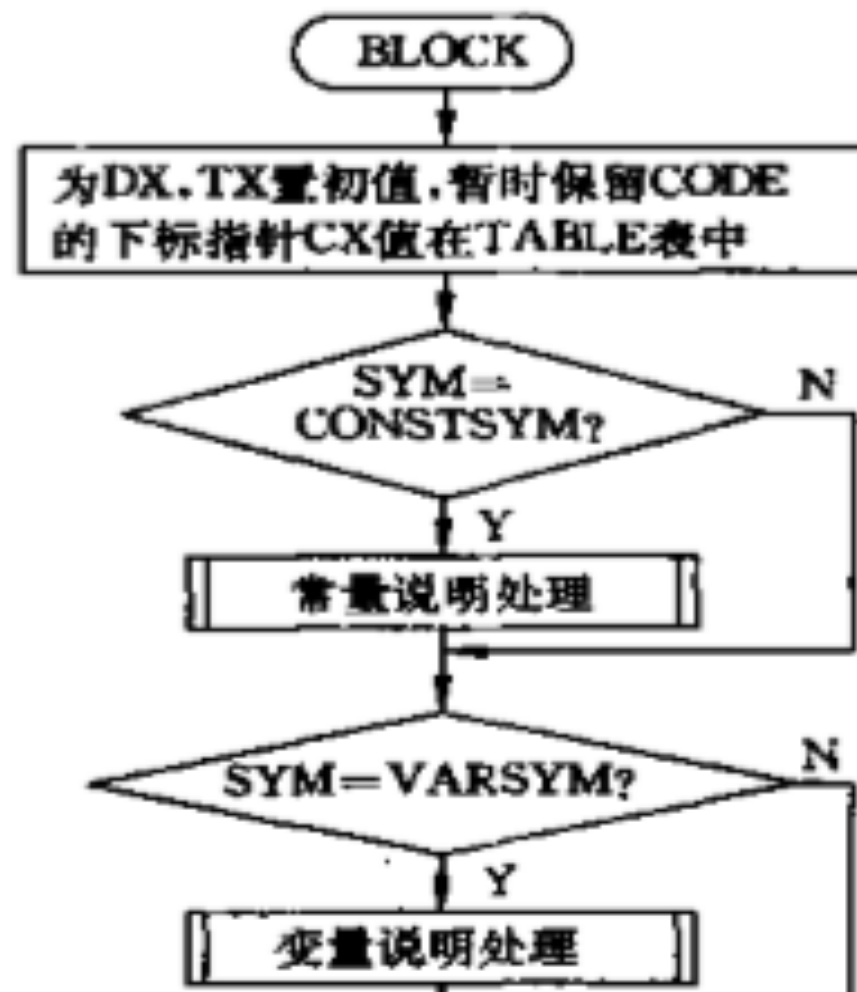 BLOCK
为DX.TX置初值,暂时保留CODE
的下标指针CX值在TABLE表中
SYM=
CONSTSYM?
N
Y
常量说明处理
SYM=VARSYM?
N
Y
变量说明处理